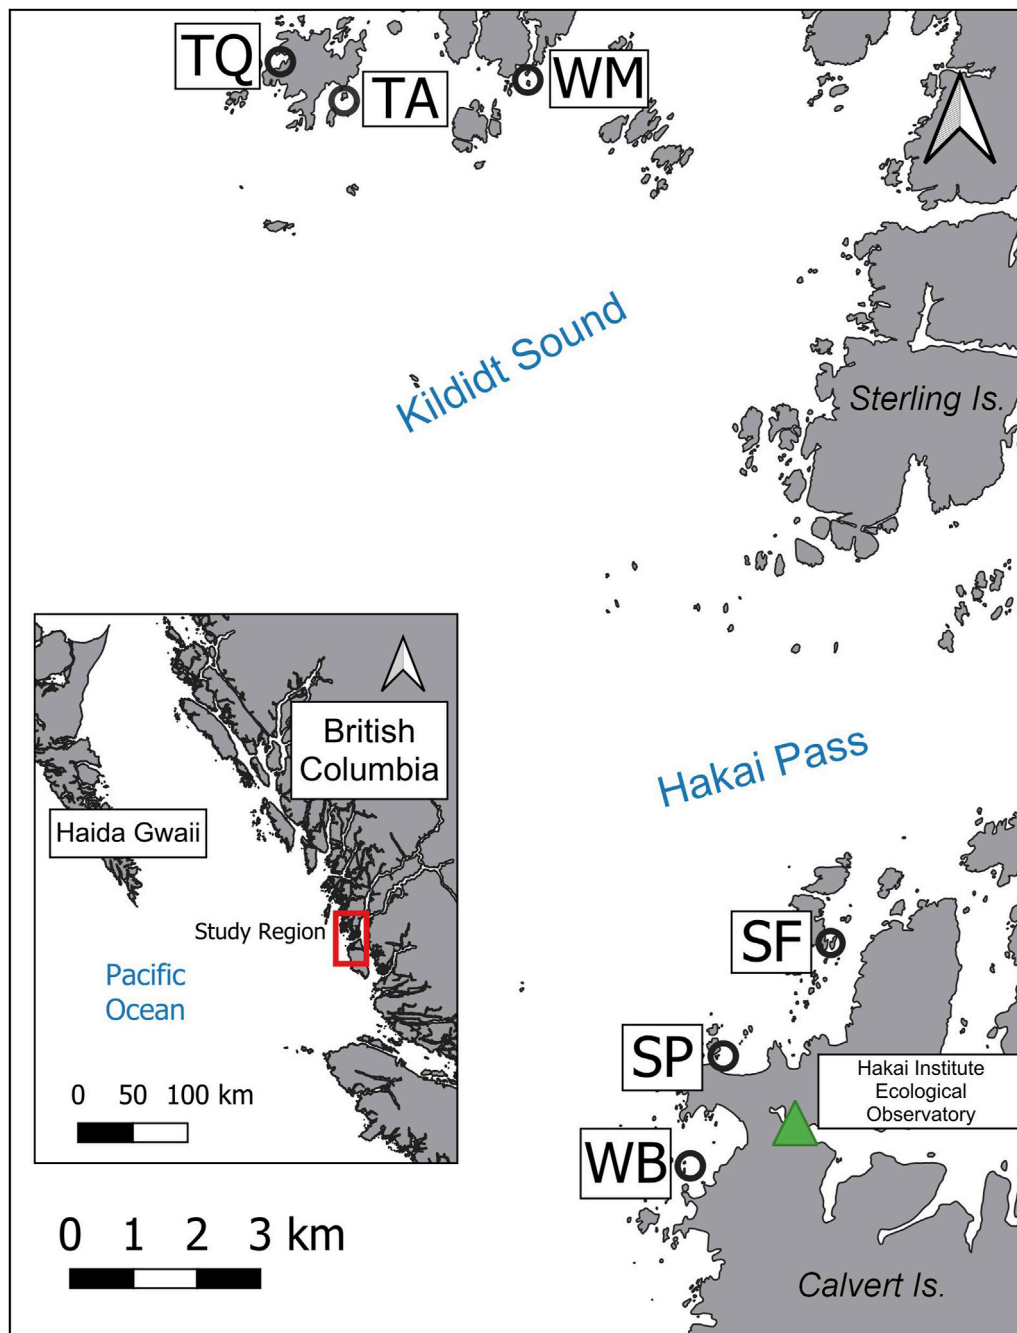 TQ
TA
WM
Kildidt Sound
Sterling Is.
British
Columbia
Haida Gwaii
Study Region
Pacific
Ocean
0 50 100 km
Hakai Pass
SF
SP
Hakai Institute
Ecological
Observatory
WB
0 1 2 3 km
Calvert Is.